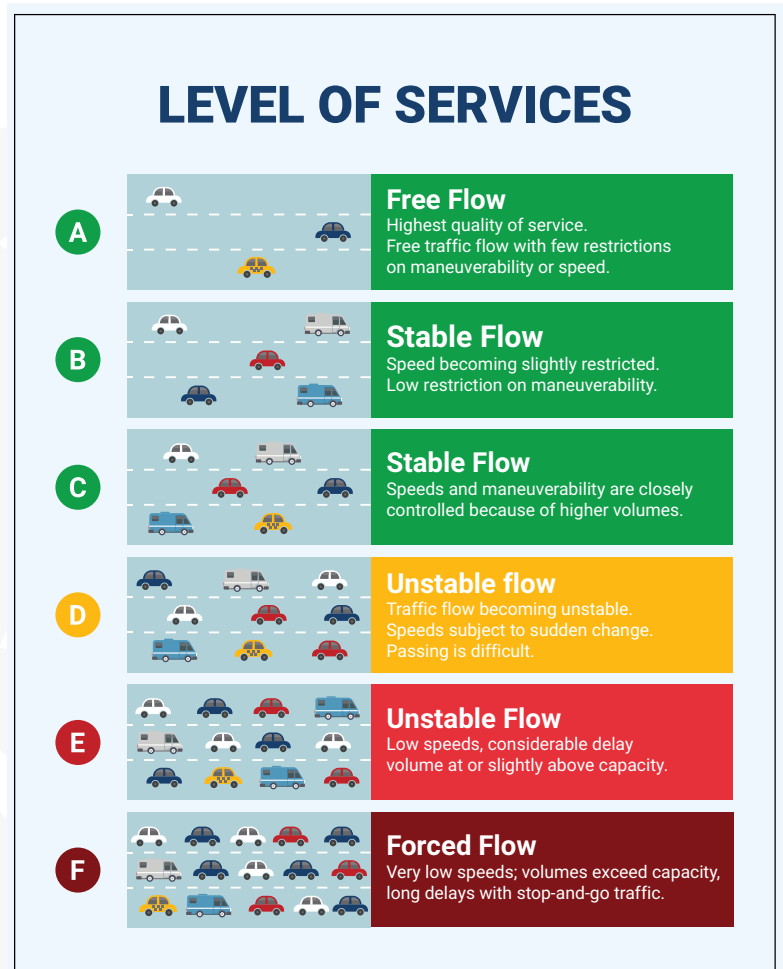 LEVEL OF SERVICES
A
Free Flow
Highest quality of service.
Free traffic flow with few restrictions
on maneuverability or speed.
B
Stable Flow
Speed becoming slightly restricted.
Low restriction on maneuverability.
C
Stable Flow
Speeds and maneuverability are closely
controlled because of higher volumes.
D
Unstable flow
Traffic flow becoming unstable.
Speeds subject to sudden change.
Passing is difficult.
E
Unstable Flow
Low speeds, considerable delay
volume at or slightly above capacity.
F
Forced Flow
Very low speeds; volumes exceed capacity,
long delays with stop-and-go traffic.